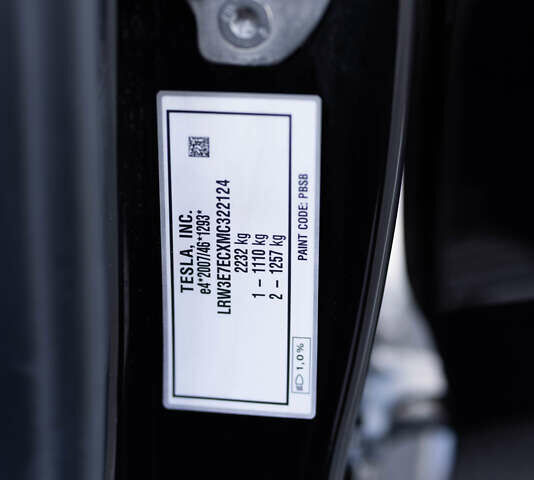 TESLA, INC.
e4*2007/46*1293*
LRW3E7ECXMC322124
2232 kg
1 – 1110 kg
2 – 1257 kg
PAINT CODE: PBSB
1,0%